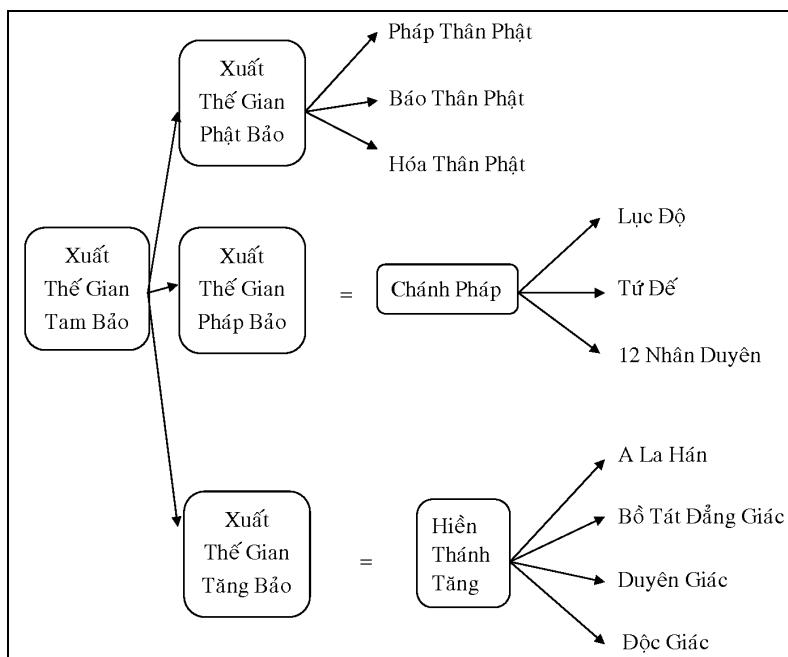 Xuất
Thế Gian
Tam Bảo
Xuất
Thế Gian
Phật Bảo
Pháp Thân Phật
Báo Thân Phật
Hóa Thân Phật
Xuất
Thế Gian
Pháp Bảo
=
Chánh Pháp
Lục Độ
Tứ Đế
12 Nhân Duyên
Xuất
Thế Gian
Tăng Bảo
=
Hiền
Thánh
Tăng
A La Hán
Bồ Tát Đẳng Giác
Duyên Giác
Độc Giác